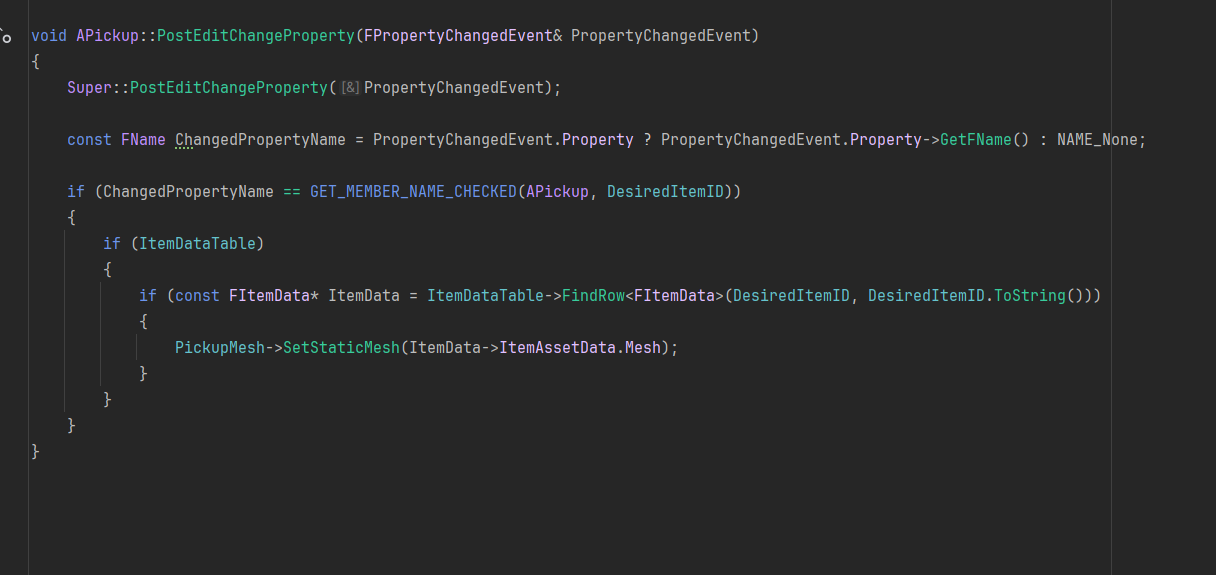 void APickup::PostEditChangeProperty(FPropertyChangedEvent& PropertyChangedEvent)
{
    Super::PostEditChangeProperty([&]PropertyChangedEvent);

    const FName ChangedPropertyName = PropertyChangedEvent.Property ? PropertyChangedEvent.Property->GetFName() : NAME_None;

    if (ChangedPropertyName == GET_MEMBER_NAME_CHECKED(APickup, DesiredItemID))
    {
        if (ItemDataTable)
        {
            if (const FItemData* ItemData = ItemDataTable->FindRow<FItemData>(DesiredItemID, DesiredItemID.ToString()))
            {
                PickupMesh->SetStaticMesh(ItemData->ItemAssetData.Mesh);
            }
        }
    }
}